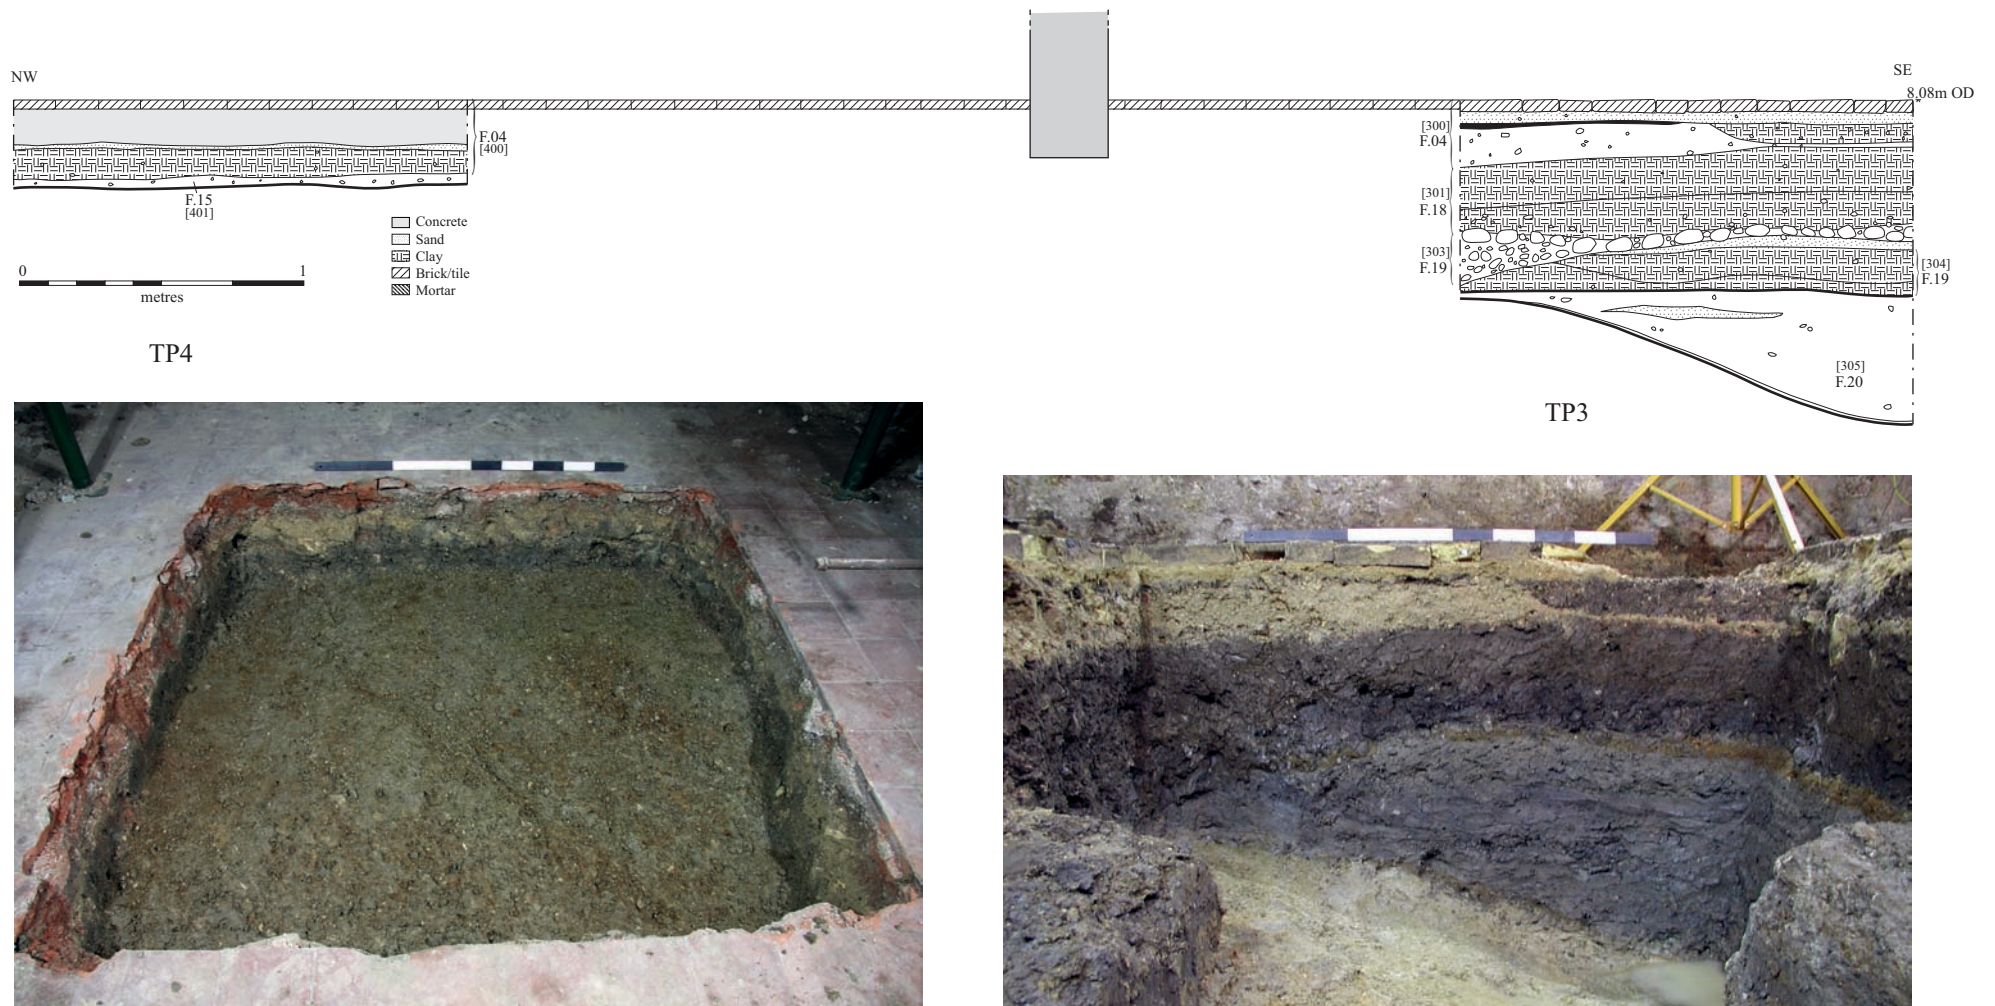 NW
SE
8.08m OD
F.04
[400]
F.15
[401]
Concrete
Sand
Clay
Brick/tile
Mortar
0
1
metres
TP4
[300]
F.04
[301]
F.18
[303]
F.19
[304]
F.19
[305]
F.20
TP3